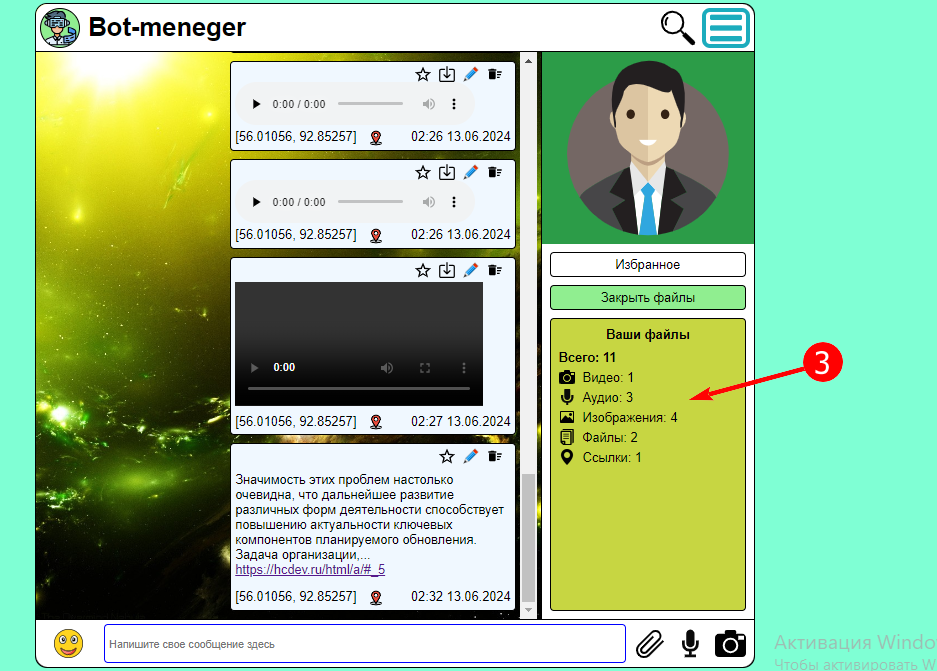 Bot-meneger
0:00 / 0:00
[56.01056, 92.85257] 02:26 13.06.2024
0:00 / 0:00
[56.01056, 92.85257] 02:26 13.06.2024
0:00
[56.01056, 92.85257] 02:27 13.06.2024
Значимость этих проблем настолько
очевидна, что дальнейшее развитие
различных форм деятельности способствует
повышению актуальности ключевых
компонентов планируемого обновления.
Задача организации,...
https://hcdev.ru/html/a/#_5
[56.01056, 92.85257] 02:32 13.06.2024
Избранное
Закрыть файлы
Ваши файлы
Всего: 11
Видео: 1
Аудио: 3
Изображения: 4
Файлы: 2
Ссылки: 1
3
Напишите свое сообщение здесь
Активация Windo
Чтобы активировать W